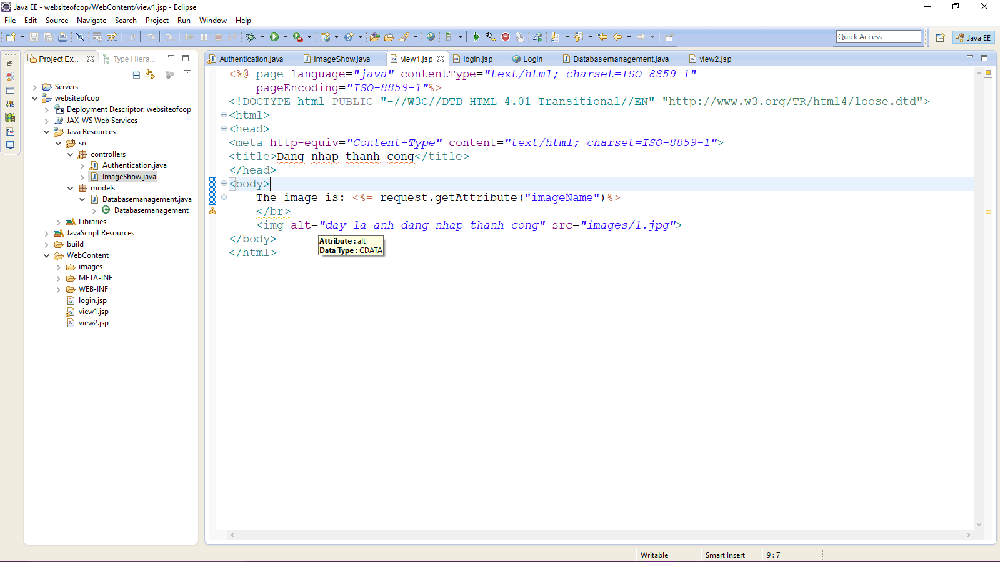 Java EE - websiteofcop/WebContent/view1.jsp - Eclipse
File Edit Source Navigate Search Project Run Window Help
Quick Access
Java EE
Project Ex...
Type Hiera...
Servers
websiteofcop
3.0 Deployment Descriptor: websiteofcop
JAX-WS Web Services
Java Resources
src
controllers
Authentication.java
ImageShow.java
models
Databasemanagement.java
Databasemanagement
Libraries
JavaScript Resources
build
WebContent
images
META-INF
WEB-INF
login.jsp
view1.jsp
view2.jsp
Authentication.java ImageShow.java view1.jsp login.jsp Login Databasemanagement.java view2.jsp
<%@ page language="java" contentType="text/html; charset=ISO-8859-1"
pageEncoding="ISO-8859-1"%>
<!DOCTYPE html PUBLIC "-//W3C//DTD HTML 4.01 Transitional//EN" "http://www.w3.org/TR/html4/loose.dtd">
<html>
<head>
<meta http-equiv="Content-Type" content="text/html; charset=ISO-8859-1">
<title>Dang nhap thanh cong</title>
</head>
<body>
The image is: <%= request.getAttribute("imageName")%>
</br>
<img alt="day la anh dang nhap thanh cong" src="images/1.jpg">
</body>
</html>
Attribute : alt
Data Type : CDATA
Writable Smart Insert 9 : 7